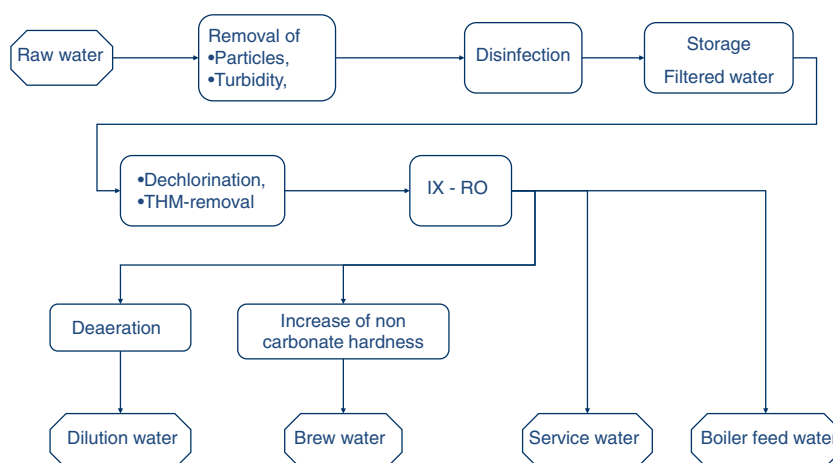 Raw water
Removal of
•Particles,
•Turbidity,
Disinfection
Storage
Filtered water
•Dechlorination,
•THM-removal
IX - RO
Deaeration
Increase of non
carbonate hardness
Dilution water
Brew water
Service water
Boiler feed water